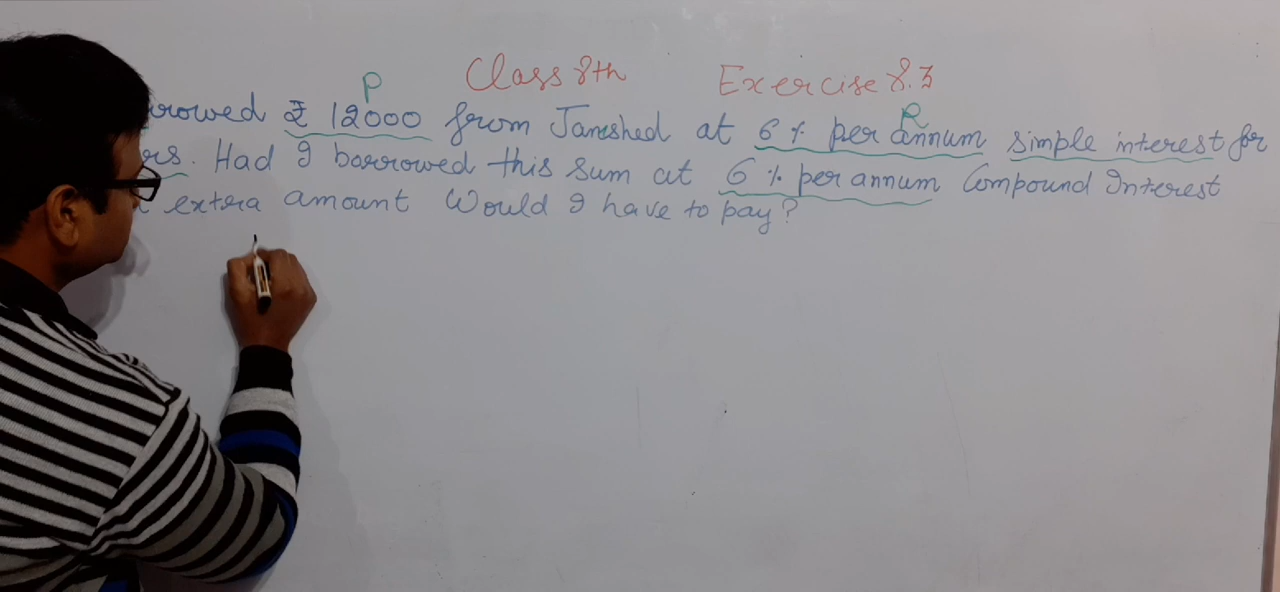 Class 8th Exercise 8.3
P
R
rowed ₹ 12000 from Jamshed at 6 % per annum simple interest for
rs. Had I borrowed this sum at 6 % per annum Compound Interest
extra amount Would I have to pay?